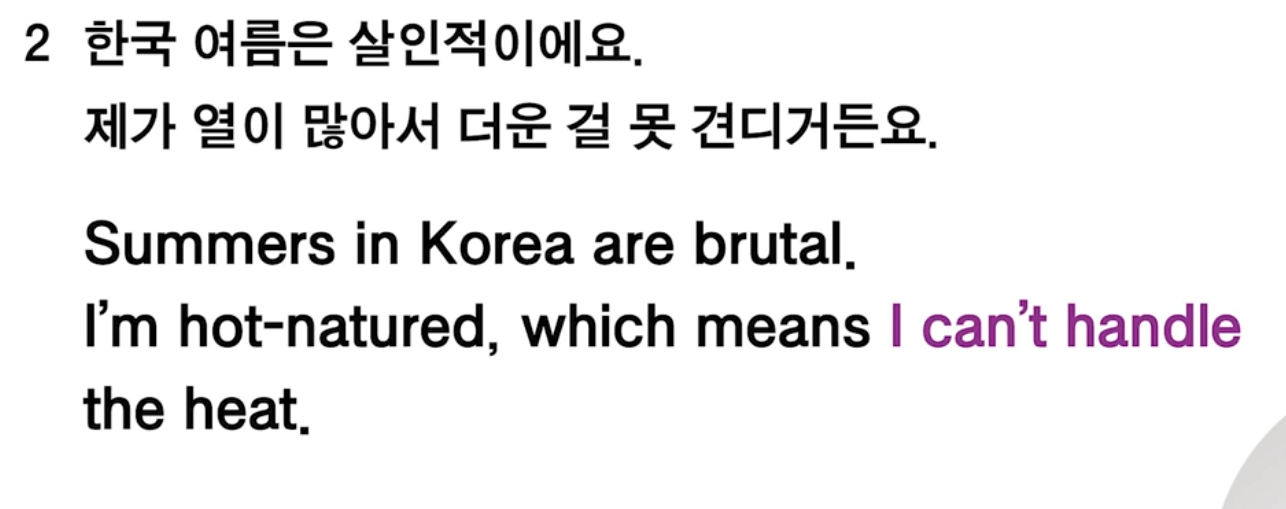 2 한국 여름은 살인적이에요.
제가 열이 많아서 더운 걸 못 견디거든요.
Summers in Korea are brutal.
I'm hot-natured, which means I can't handle
the heat.